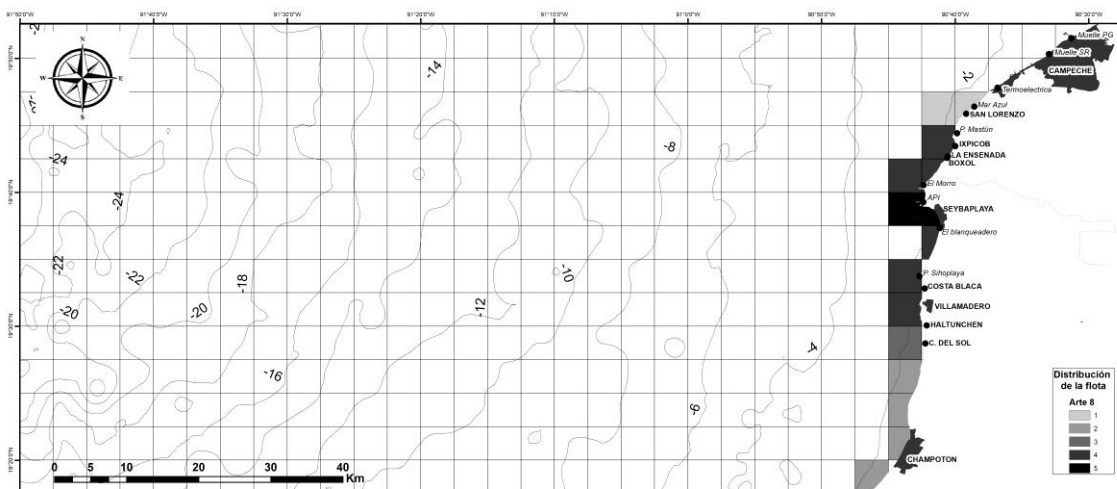 91°50'0"W 91°40'0"W 91°30'0"W 91°20'0"W 91°10'0"W 91°0'0"W 90°50'0"W 90°40'0"W 90°30'0"W
-2
Muelle PG
-14
19°50'0"N
N
Muelle SR
CAMPECHE
W E
-2
S
Termoelectrica
Mar Azul
SAN LORENZO
P. Mastún
-8
IXPICOB
-24
LA ENSENADA
BOXOL
El Morro
19°40'0"N
-24
API
SEYBAPLAYA
El blanqueadero
-22
-22
-18
-10
P. Sihoplaya
COSTA BLACA
-20
-20
-12
VILLAMADERO
19°30'0"N
HALTUNCHEN
C. DEL SOL
-4
-16
-6
Distribución
de la flota
Arte 8
1
2
3
4
5
19°20'0"N
CHAMPOTON
0 5 10 20 30 40
Km